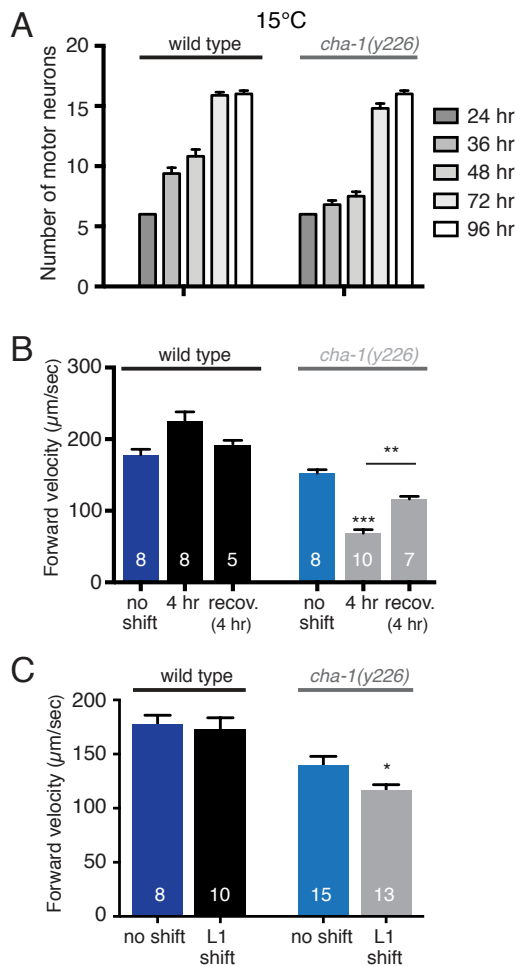 A
15°C
wild type
cha-1(y226)
Number of motor neurons
20
15
10
5
0
24 hr
36 hr
48 hr
72 hr
96 hr
B
wild type
cha-1(y226)
Forward velocity (µm/sec)
300
200
100
0
**
***
8
8
5
8
10
7
no shift
4 hr
recov. (4 hr)
no shift
4 hr
recov. (4 hr)
C
wild type
cha-1(y226)
Forward velocity (µm/sec)
200
150
100
50
0
*
8
10
15
13
no shift
L1 shift
no shift
L1 shift